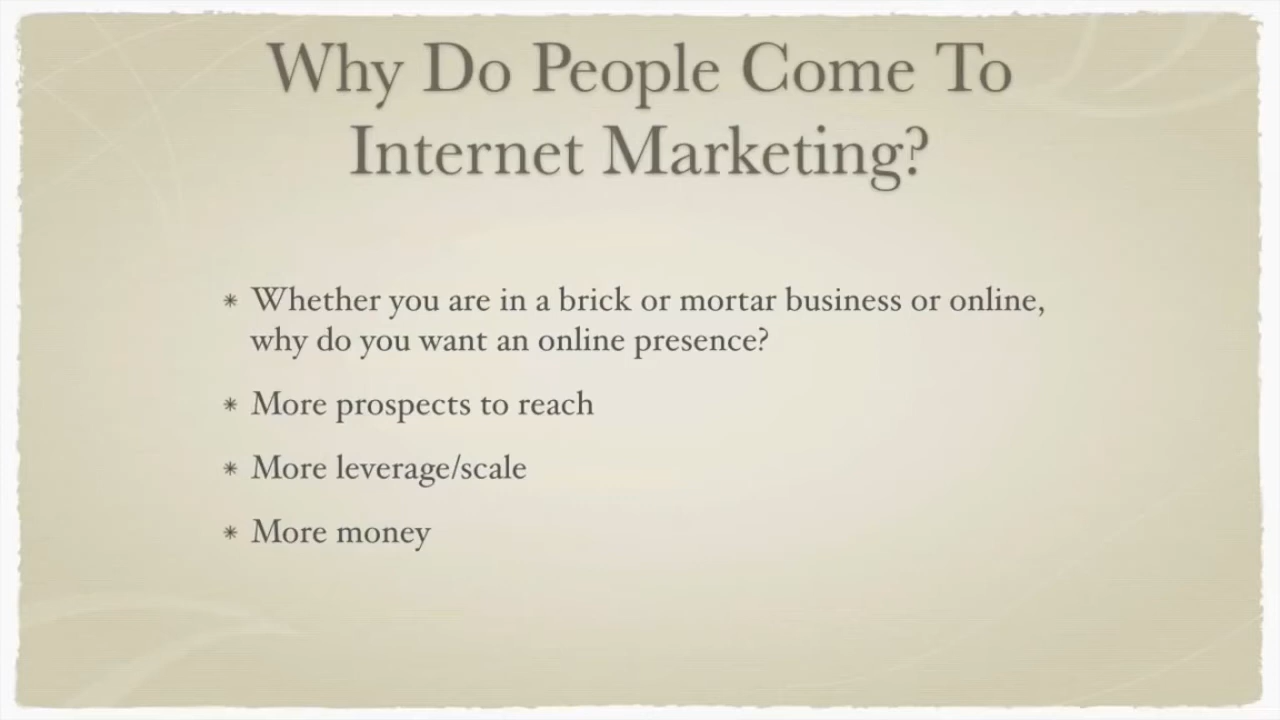 Why Do People Come To
Internet Marketing?
* Whether you are in a brick or mortar business or online,
why do you want an online presence?
* More prospects to reach
* More leverage/scale
* More money